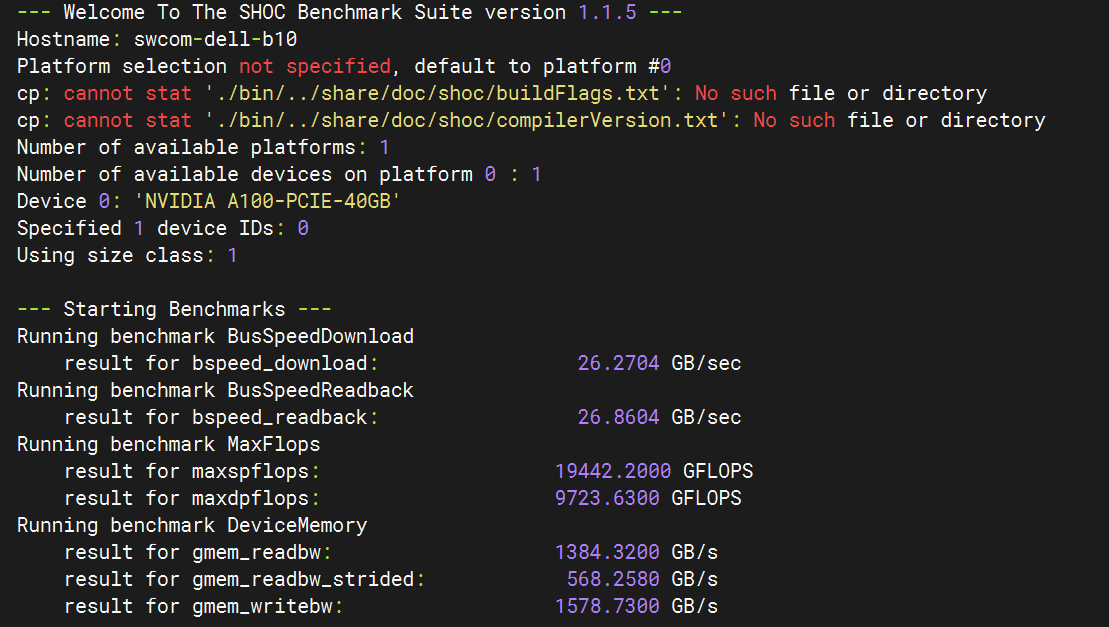 --- Welcome To The SHOC Benchmark Suite version 1.1.5 ---
Hostname: swcom-dell-b10
Platform selection not specified, default to platform #0
cp: cannot stat './bin/../share/doc/shoc/buildFlags.txt': No such file or directory
cp: cannot stat './bin/../share/doc/shoc/compilerVersion.txt': No such file or directory
Number of available platforms: 1
Number of available devices on platform 0 : 1
Device 0: 'NVIDIA A100-PCIE-40GB'
Specified 1 device IDs: 0
Using size class: 1

--- Starting Benchmarks ---
Running benchmark BusSpeedDownload
    result for bspeed_download:                 26.2704 GB/sec
Running benchmark BusSpeedReadback
    result for bspeed_readback:                 26.8604 GB/sec
Running benchmark MaxFlops
    result for maxspflops:                    19442.2000 GFLOPS
    result for maxdpflops:                    9723.6300 GFLOPS
Running benchmark DeviceMemory
    result for gmem_readbw:                   1384.3200 GB/s
    result for gmem_readbw_strided:            568.2580 GB/s
    result for gmem_writebw:                  1578.7300 GB/s